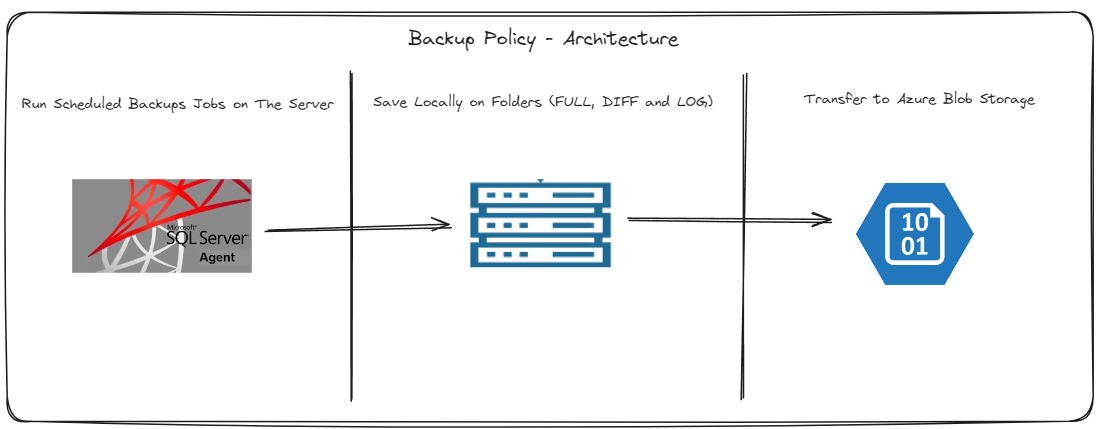 Backup Policy - Architecture
Run Scheduled Backups Jobs on The Server
Save Locally on Folders (FULL, DIFF and LOG)
Transfer to Azure Blob Storage
Microsoft
SQL Server
Agent
10
01